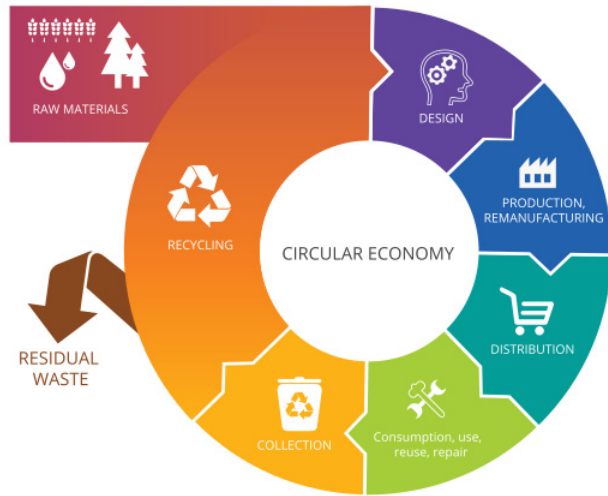 RAW MATERIALS
DESIGN
PRODUCTION,
REMANUFACTURING
RECYCLING
CIRCULAR ECONOMY
DISTRIBUTION
RESIDUAL
WASTE
COLLECTION
Consumption, use,
reuse, repair